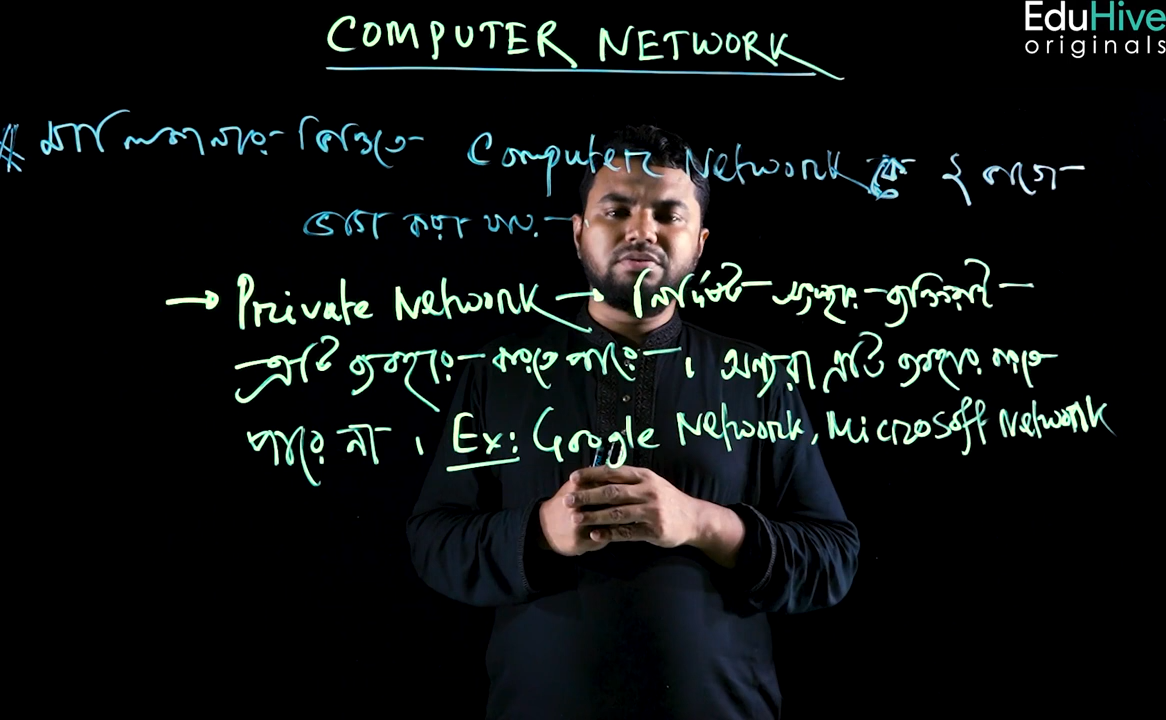 COMPUTER NETWORK
EduHive
originals
# মালিকানার ভিত্তিতে Computer Network কে ২ ভাগে
ভাগ করা যায়
→ Private Network → নির্দিষ্ট সংস্থার ব্যক্তিরাই
এটি ব্যবহার করতে পারে। অন্যরা এটি ব্যবহার করতে
পারে না। Ex: Google Network, Microsoft Network